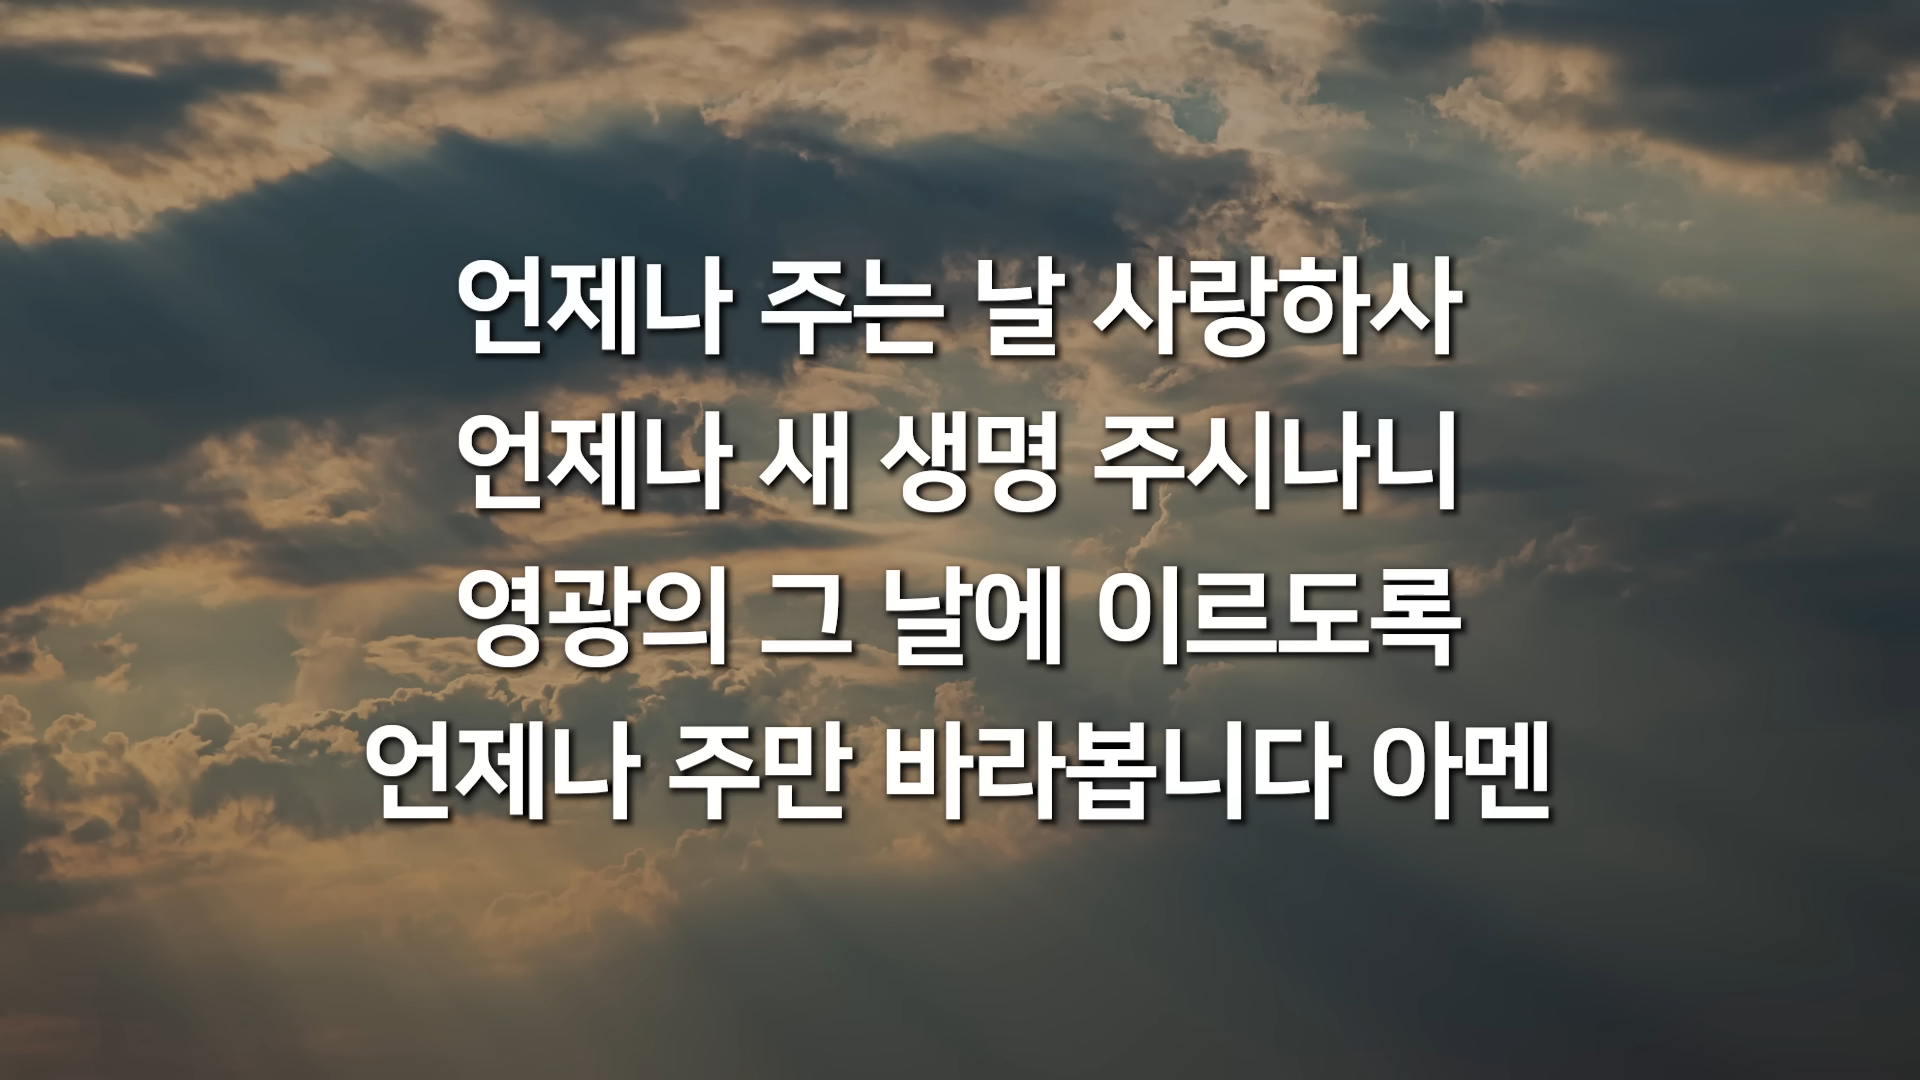 언제나 주는 날 사랑하사
언제나 새 생명 주시나니
영광의 그 날에 이르도록
언제나 주만 바라봅니다 아멘